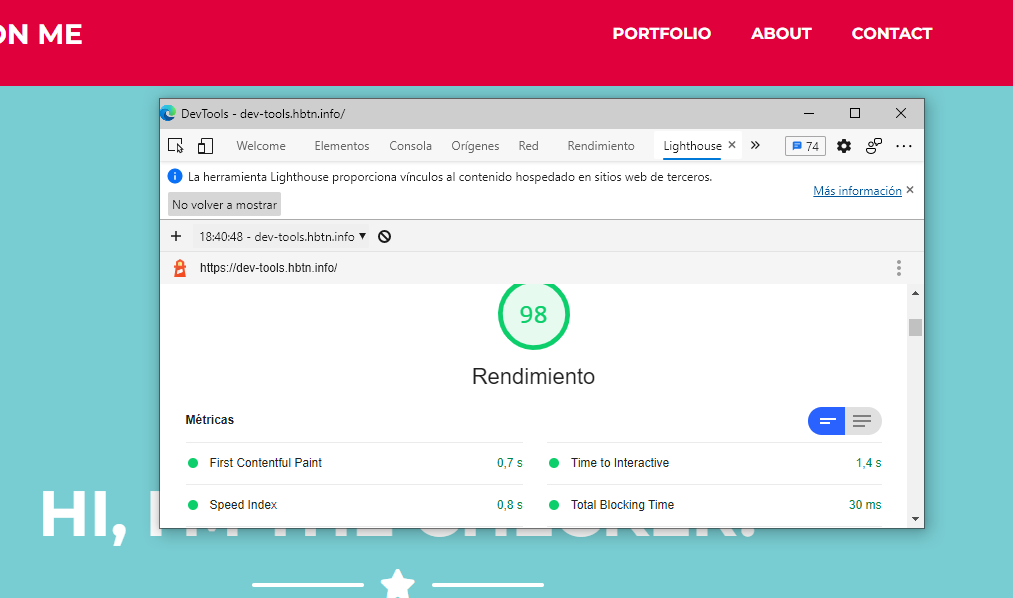 ON ME
PORTFOLIO ABOUT CONTACT
DevTools - dev-tools.hbtn.info/
Welcome Elementos Consola Orígenes Red Rendimiento Lighthouse 74
La herramienta Lighthouse proporciona vínculos al contenido hospedado en sitios web de terceros.
Más información
No volver a mostrar
18:40:48 - dev-tools.hbtn.info
https://dev-tools.hbtn.info/
98
Rendimiento
Métricas
First Contentful Paint 0,7 s
Time to Interactive 1,4 s
Speed Index 0,8 s
Total Blocking Time 30 ms
HI, I'M THE CHECKER!